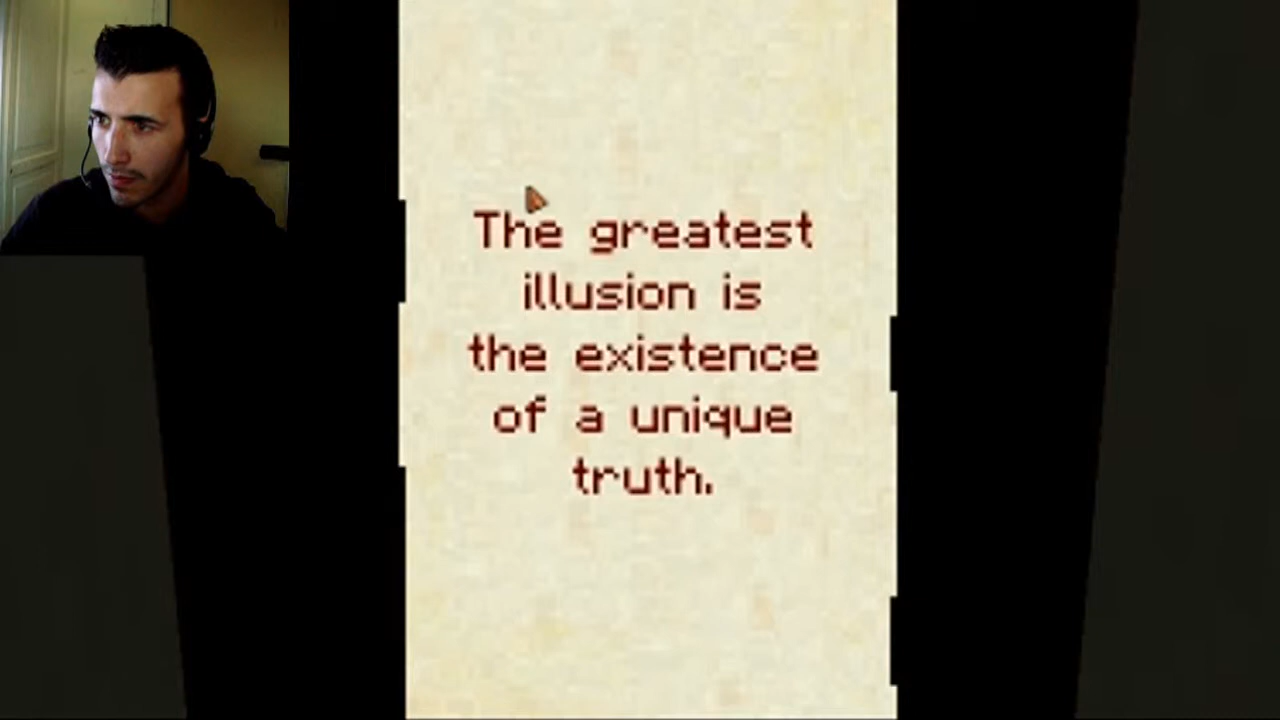 The greatest
illusion is
the existence
of a unique
truth.